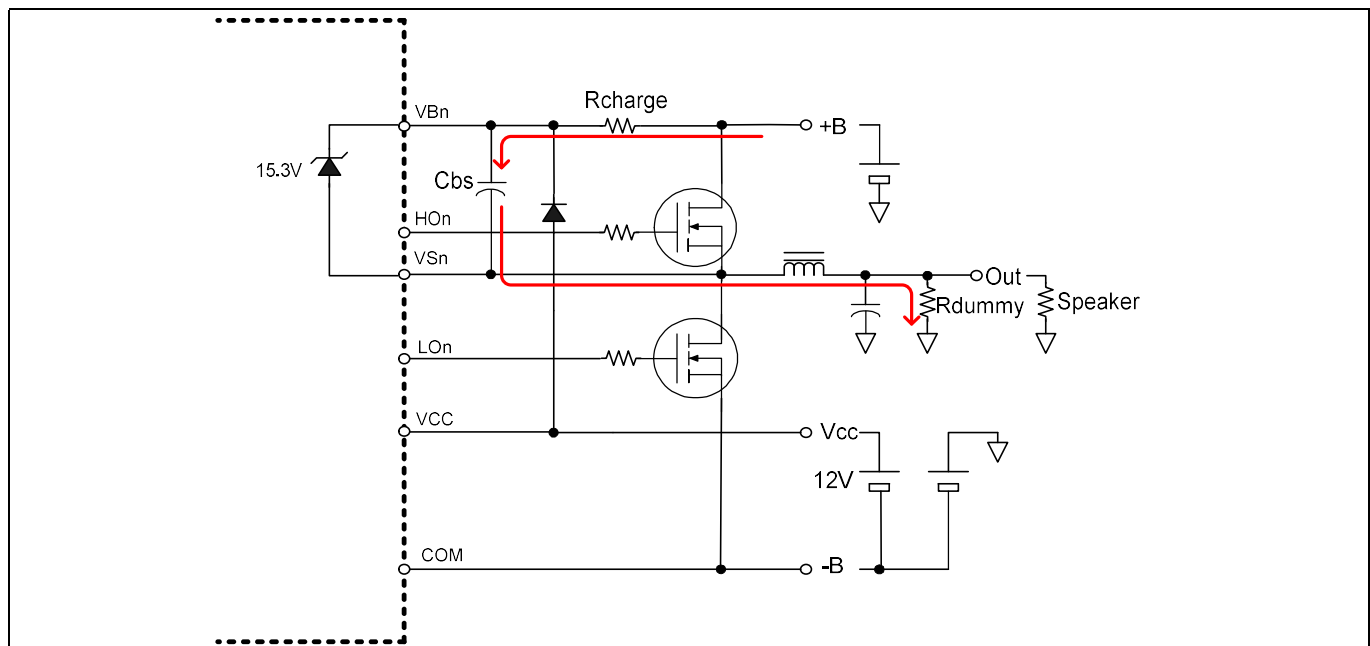 VBn
Rcharge
+B
15.3V
Cbs
HOn
VSn
Out
Rdummy
Speaker
LOn
VCC
Vcc
12V
COM
-B